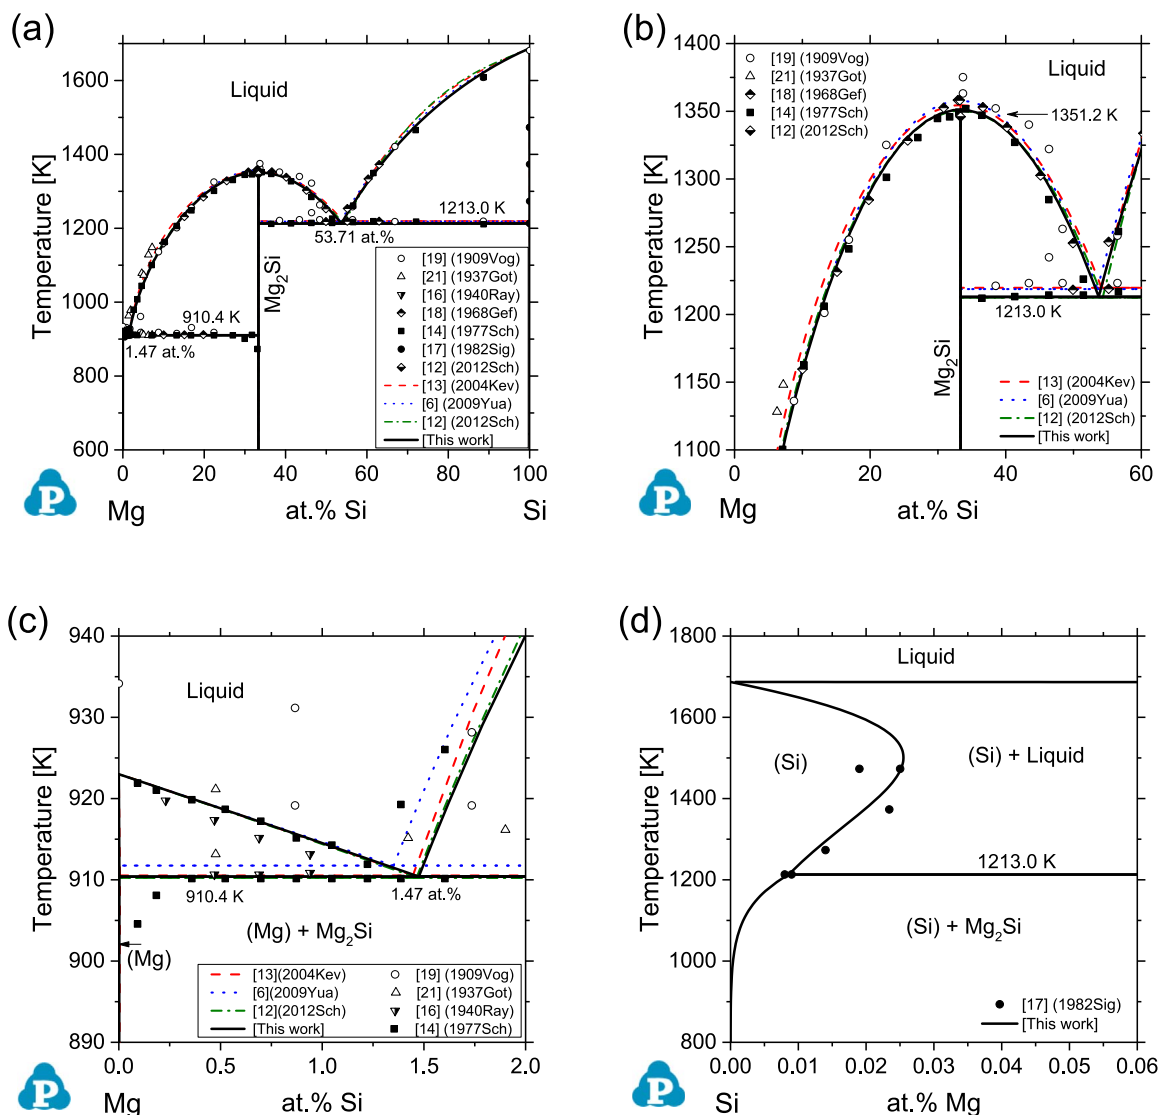 (a)
Temperature [K]
1600
1400
1200
1000
800
600
Liquid
1213.0 K
53.71 at.%
Mg₂Si
910.4 K
1.47 at.%
[19] (1909Vog)
[21] (1937Got)
[16] (1940Ray)
[18] (1968Gef)
[14] (1977Sch)
[17] (1982Sig)
[12] (2012Sch)
[13] (2004Kev)
[6] (2009Yua)
[12] (2012Sch)
[This work]
0 20 40 60 80 100
P
Mg at.% Si Si
(b)
Temperature [K]
1400
1350
1300
1250
1200
1150
1100
[19] (1909Vog)
[21] (1937Got)
[18] (1968Gef)
[14] (1977Sch)
[12] (2012Sch)
Liquid
1351.2 K
1213.0 K
Mg₂Si
[13] (2004Kev)
[6] (2009Yua)
[12] (2012Sch)
[This work]
0 20 40 60
P
Mg at.% Si
(c)
Temperature [K]
940
930
920
910
900
890
Liquid
910.4 K
1.47 at.%
(Mg) + Mg₂Si
(Mg)
[13](2004Kev)
[6](2009Yua)
[12](2012Sch)
[This work]
[19] (1909Vog)
[21] (1937Got)
[16] (1940Ray)
[14] (1977Sch)
0.0 0.5 1.0 1.5 2.0
P
Mg at.% Si
(d)
Temperature [K]
1800
1600
1400
1200
1000
800
Liquid
(Si)
(Si) + Liquid
1213.0 K
(Si) + Mg₂Si
[17] (1982Sig)
[This work]
0.00 0.01 0.02 0.03 0.04 0.05 0.06
P
Si at.% Mg